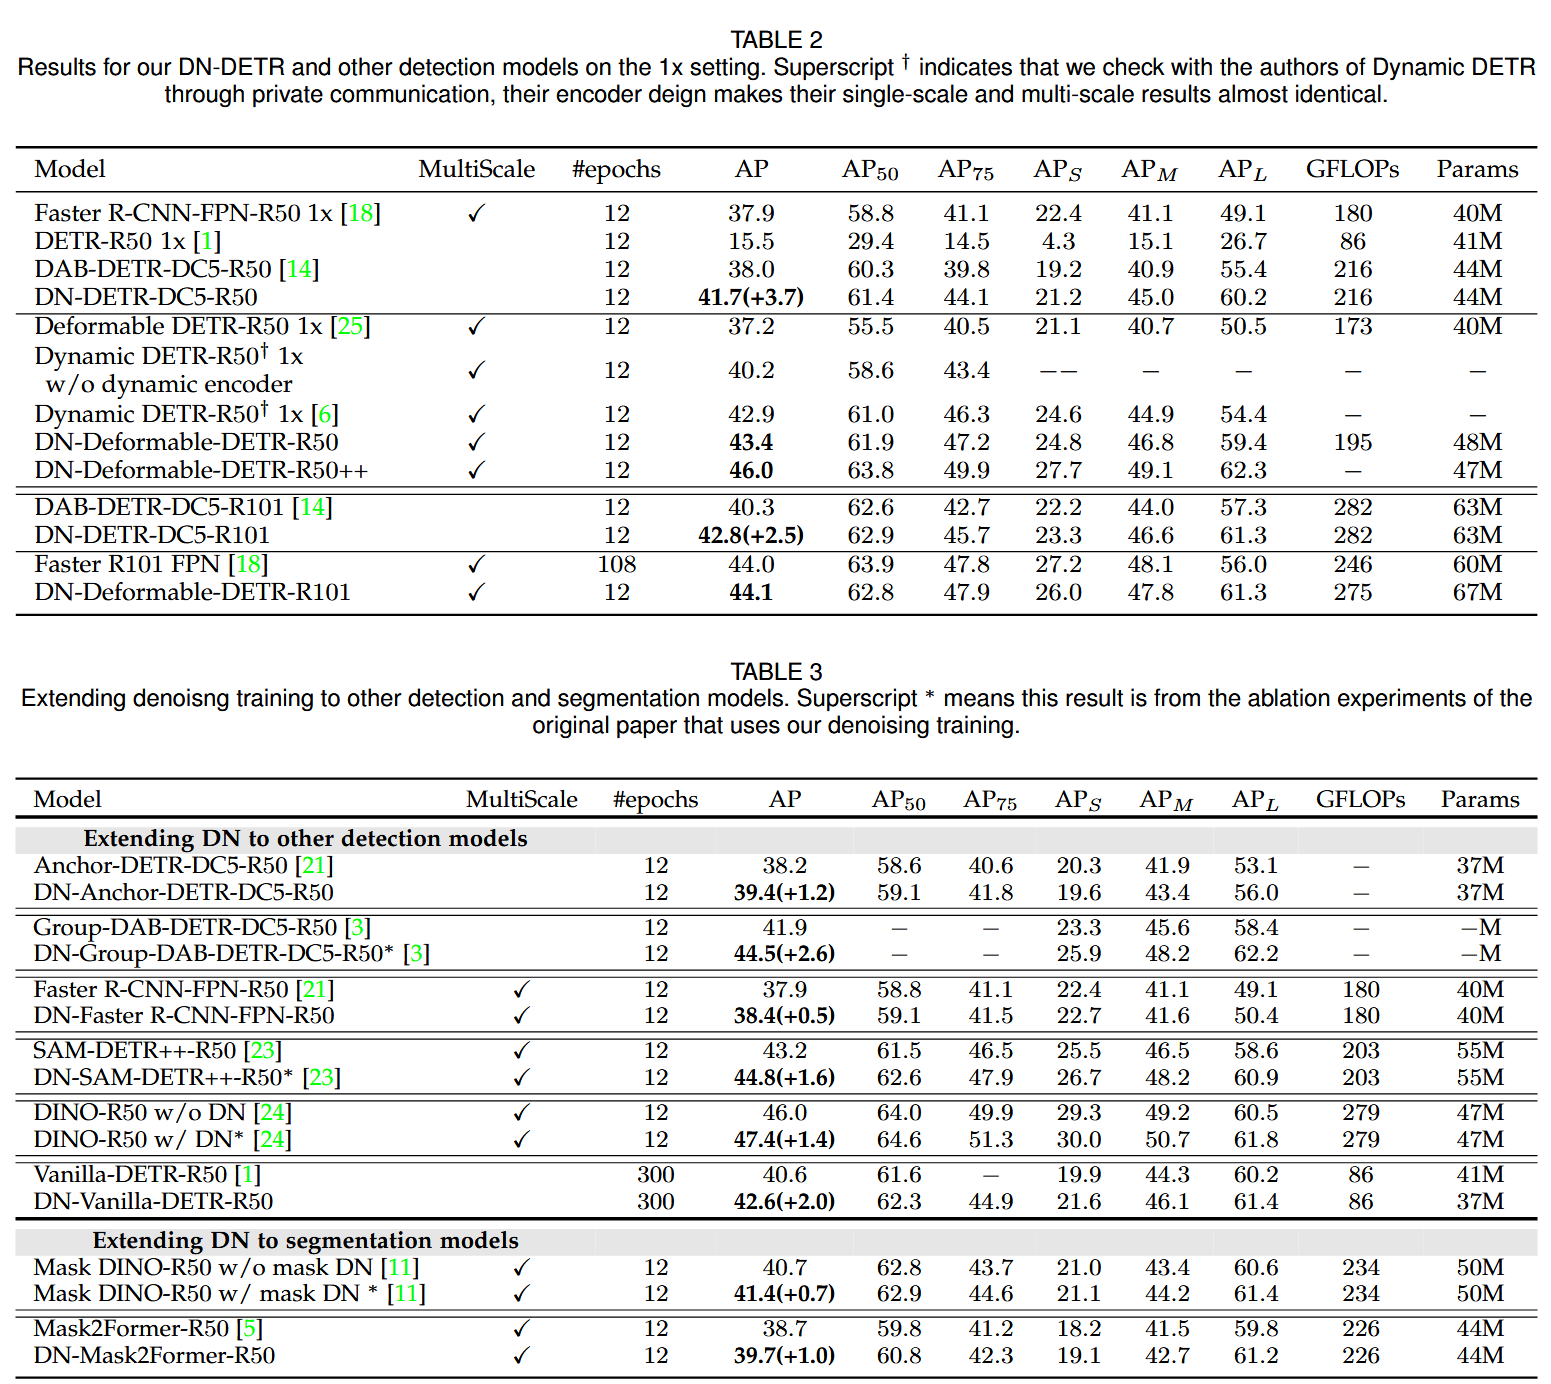 TABLE 2
Results for our DN-DETR and other detection models on the 1x setting. Superscript † indicates that we check with the authors of Dynamic DETR
through private communication, their encoder deign makes their single-scale and multi-scale results almost identical.
Model MultiScale #epochs AP AP50 AP75 APS APM APL GFLOPs Params
Faster R-CNN-FPN-R50 1x [18] ✓ 12 37.9 58.8 41.1 22.4 41.1 49.1 180 40M
DETR-R50 1x [1] 12 15.5 29.4 14.5 4.3 15.1 26.7 86 41M
DAB-DETR-DC5-R50 [14] 12 38.0 60.3 39.8 19.2 40.9 55.4 216 44M
DN-DETR-DC5-R50 12 41.7(+3.7) 61.4 44.1 21.2 45.0 60.2 216 44M
Deformable DETR-R50 1x [25] ✓ 12 37.2 55.5 40.5 21.1 40.7 50.5 173 40M
Dynamic DETR-R50† 1x
w/o dynamic encoder ✓ 12 40.2 58.6 43.4 −− − − − −
Dynamic DETR-R50† 1x [6] ✓ 12 42.9 61.0 46.3 24.6 44.9 54.4 − −
DN-Deformable-DETR-R50 ✓ 12 43.4 61.9 47.2 24.8 46.8 59.4 195 48M
DN-Deformable-DETR-R50++ ✓ 12 46.0 63.8 49.9 27.7 49.1 62.3 − 47M
DAB-DETR-DC5-R101 [14] 12 40.3 62.6 42.7 22.2 44.0 57.3 282 63M
DN-DETR-DC5-R101 12 42.8(+2.5) 62.9 45.7 23.3 46.6 61.3 282 63M
Faster R101 FPN [18] ✓ 108 44.0 63.9 47.8 27.2 48.1 56.0 246 60M
DN-Deformable-DETR-R101 ✓ 12 44.1 62.8 47.9 26.0 47.8 61.3 275 67M
TABLE 3
Extending denoisng training to other detection and segmentation models. Superscript * means this result is from the ablation experiments of the
original paper that uses our denoising training.
Model MultiScale #epochs AP AP50 AP75 APS APM APL GFLOPs Params
Extending DN to other detection models
Anchor-DETR-DC5-R50 [21] 12 38.2 58.6 40.6 20.3 41.9 53.1 − 37M
DN-Anchor-DETR-DC5-R50 12 39.4(+1.2) 59.1 41.8 19.6 43.4 56.0 − 37M
Group-DAB-DETR-DC5-R50 [3] 12 41.9 − − 23.3 45.6 58.4 − −M
DN-Group-DAB-DETR-DC5-R50* [3] 12 44.5(+2.6) − − 25.9 48.2 62.2 − −M
Faster R-CNN-FPN-R50 [21] ✓ 12 37.9 58.8 41.1 22.4 41.1 49.1 180 40M
DN-Faster R-CNN-FPN-R50 ✓ 12 38.4(+0.5) 59.1 41.5 22.7 41.6 50.4 180 40M
SAM-DETR++-R50 [23] ✓ 12 43.2 61.5 46.5 25.5 46.5 58.6 203 55M
DN-SAM-DETR++-R50* [23] ✓ 12 44.8(+1.6) 62.6 47.9 26.7 48.2 60.9 203 55M
DINO-R50 w/o DN [24] ✓ 12 46.0 64.0 49.9 29.3 49.2 60.5 279 47M
DINO-R50 w/ DN* [24] ✓ 12 47.4(+1.4) 64.6 51.3 30.0 50.7 61.8 279 47M
Vanilla-DETR-R50 [1] 300 40.6 61.6 − 19.9 44.3 60.2 86 41M
DN-Vanilla-DETR-R50 300 42.6(+2.0) 62.3 44.9 21.6 46.1 61.4 86 37M
Extending DN to segmentation models
Mask DINO-R50 w/o mask DN [11] ✓ 12 40.7 62.8 43.7 21.0 43.4 60.6 234 50M
Mask DINO-R50 w/ mask DN * [11] ✓ 12 41.4(+0.7) 62.9 44.6 21.1 44.2 61.4 234 50M
Mask2Former-R50 [5] ✓ 12 38.7 59.8 41.2 18.2 41.5 59.8 226 44M
DN-Mask2Former-R50 ✓ 12 39.7(+1.0) 60.8 42.3 19.1 42.7 61.2 226 44M